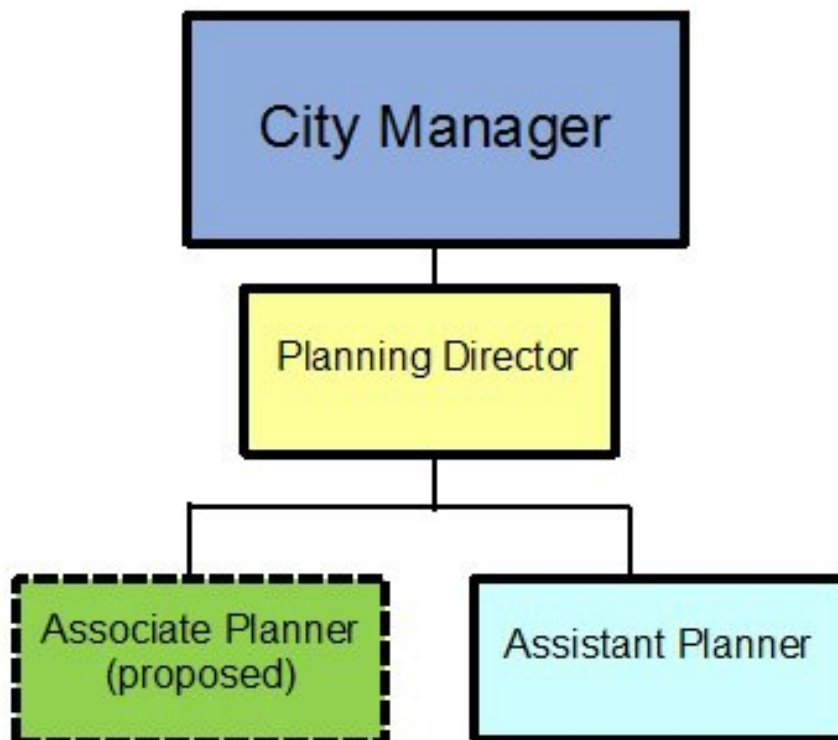 City Manager
Planning Director
Associate Planner
(proposed)
Assistant Planner